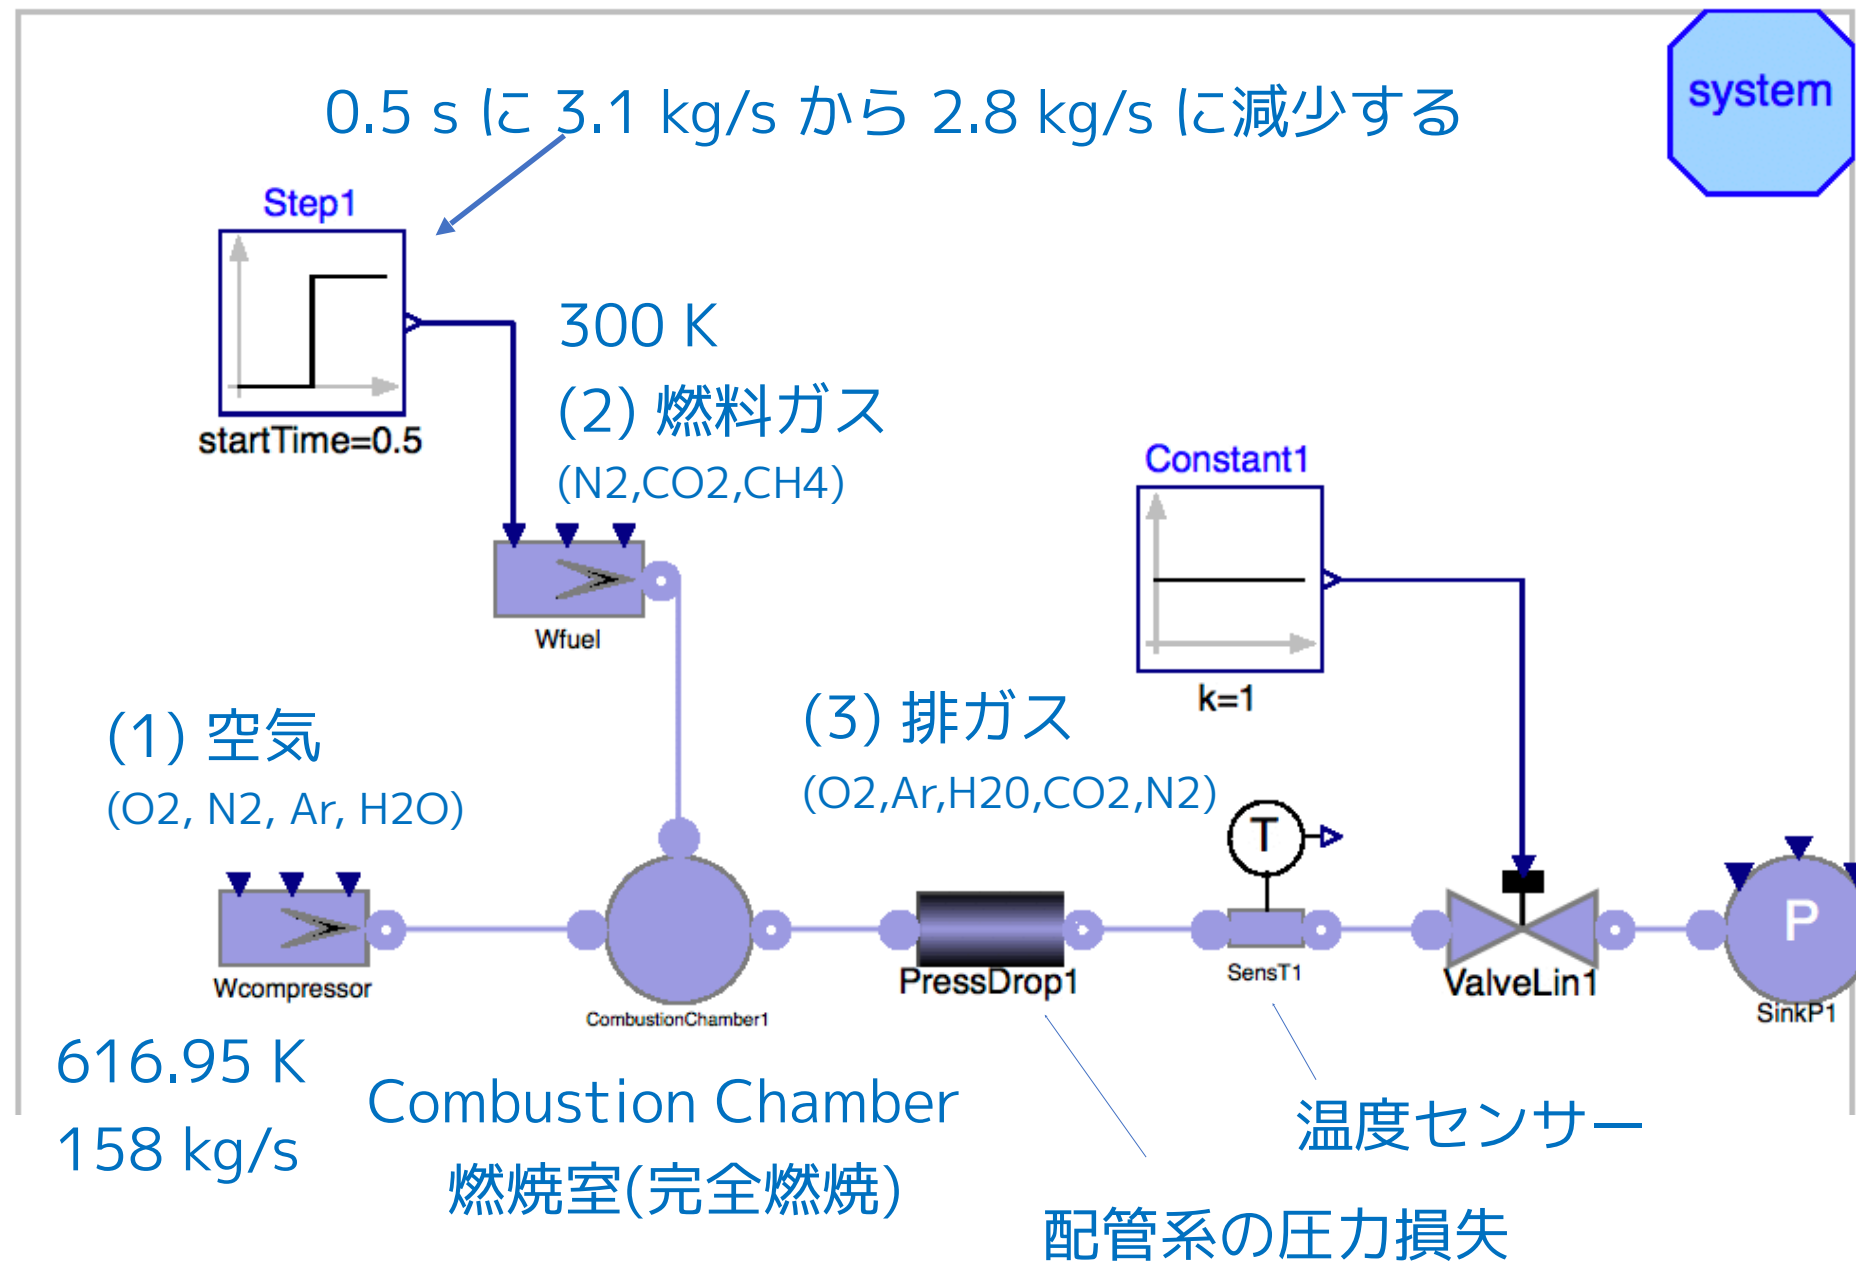 0.5 s に 3.1 kg/s から 2.8 kg/s に減少する
system
Step1
startTime=0.5
300 K
(2) 燃料ガス
(N2,CO2,CH4)
Wfuel
Constant1
k=1
(1) 空気
(O2, N2, Ar, H2O)
(3) 排ガス
(O2,Ar,H20,CO2,N2)
T
P
Wcompressor
CombustionChamber1
PressDrop1
SensT1
ValveLin1
SinkP1
616.95 K
158 kg/s
Combustion Chamber
燃焼室(完全燃焼)
温度センサー
配管系の圧力損失